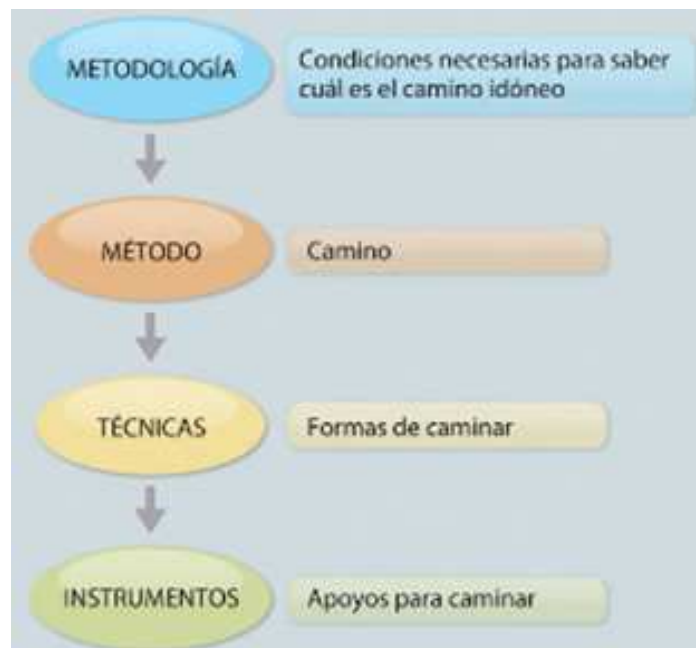 METODOLOGÍA
Condiciones necesarias para saber
cuál es el camino idóneo
MÉTODO
Camino
TÉCNICAS
Formas de caminar
INSTRUMENTOS
Apoyos para caminar